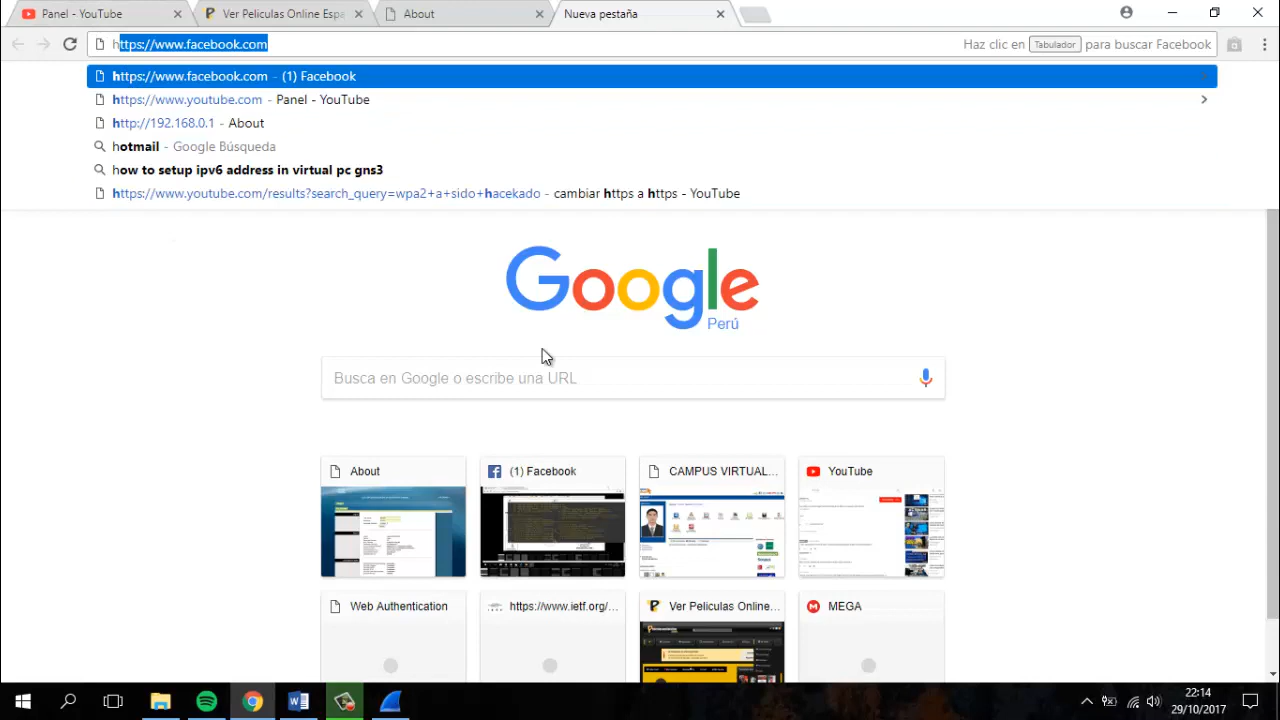 Panel - YouTube
Ver Peliculas Online Espa
About
Nueva pestaña
https://www.facebook.com
Haz clic en Tabulador para buscar Facebook
https://www.facebook.com - (1) Facebook
https://www.youtube.com - Panel - YouTube
http://192.168.0.1 - About
hotmail - Google Búsqueda
how to setup ipv6 address in virtual pc gns3
https://www.youtube.com/results?search_query=wpa2+a+sido+hacekado - cambiar https a https - YouTube
Google
Perú
Busca en Google o escribe una URL
About
(1) Facebook
CAMPUS VIRTUAL...
YouTube
Web Authentication
https://www.ietf.org/...
Ver Peliculas Online...
MEGA
22:14
29/10/2017